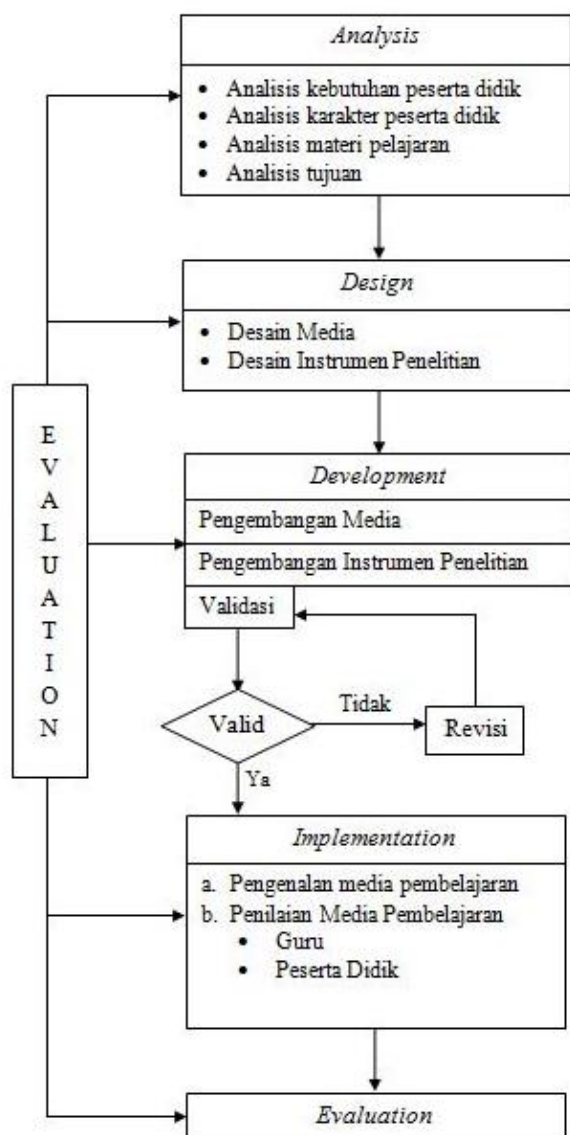 Analysis
• Analisis kebutuhan peserta didik
• Analisis karakter peserta didik
• Analisis materi pelajaran
• Analisis tujuan
Design
• Desain Media
• Desain Instrumen Penelitian
EVALUATION
Development
Pengembangan Media
Pengembangan Instrumen Penelitian
Validasi
Valid
Tidak
Revisi
Ya
Implementation
a. Pengenalan media pembelajaran
b. Penilaian Media Pembelajaran
• Guru
• Peserta Didik
Evaluation